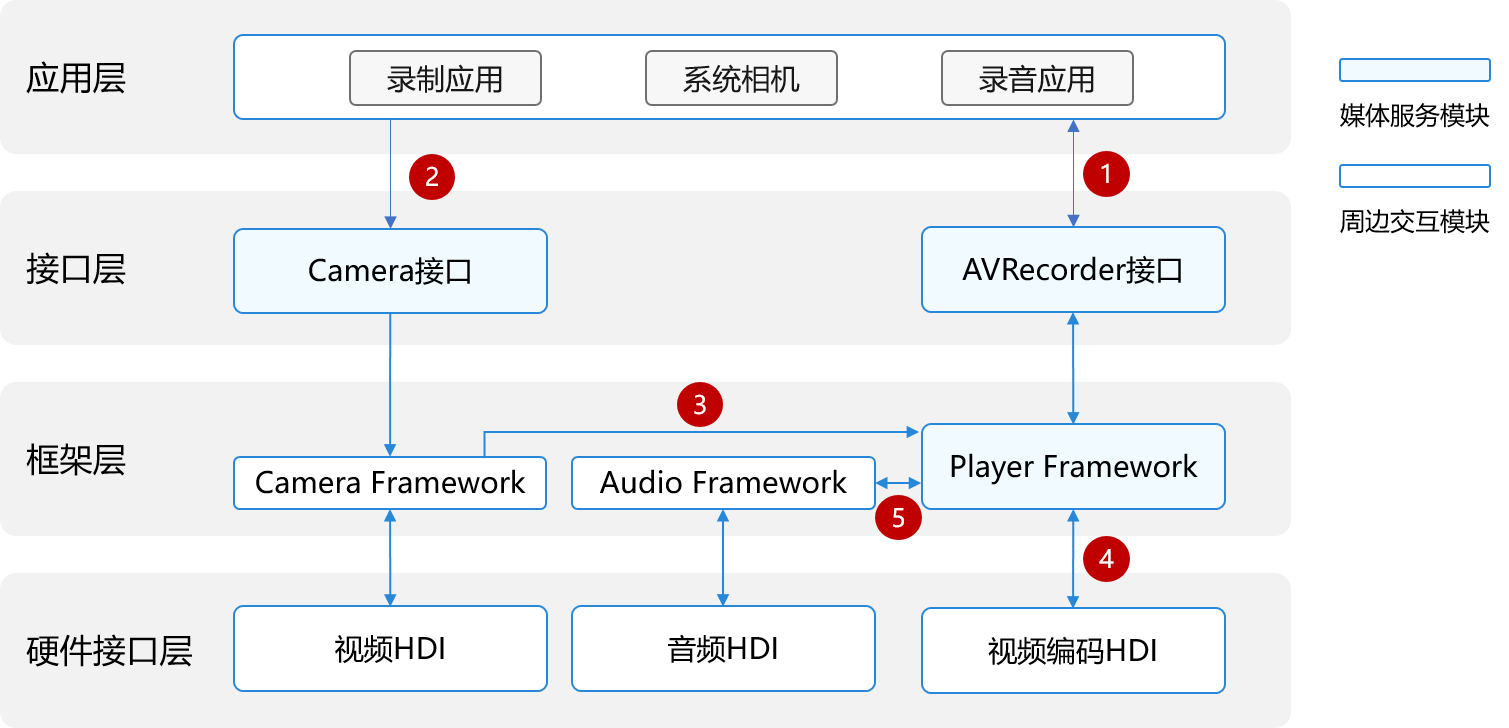 应用层
录制应用
系统相机
录音应用
媒体服务模块
2
1
周边交互模块
接口层
Camera接口
AVRecorder接口
3
框架层
Camera Framework
Audio Framework
Player Framework
5
4
硬件接口层
视频HDI
音频HDI
视频编码HDI